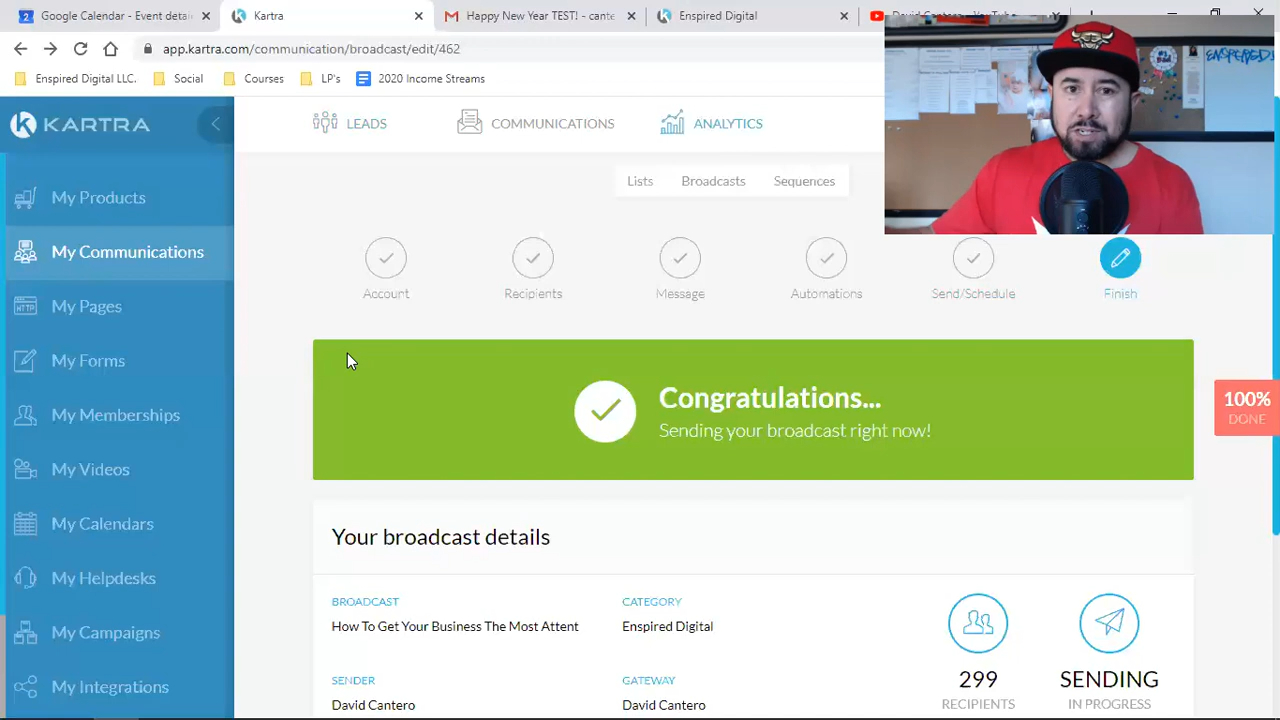 Google Calendar - Event det
Kartra
Happy New Year TEST! - cante
Enspired Digital
app.kartra.com/communication/broadc
edit/462
Enspired Digital LLC.
Social
Courses
LP's
2020 Income Streams
KARTRA
LEADS
COMMUNICATIONS
ANALYTICS
Lists
Broadcasts
Sequences
My Products
My Communications
My Pages
My Forms
My Memberships
My Videos
My Calendars
My Helpdesks
My Campaigns
My Integrations
Account
Recipients
Message
Automations
Send/Schedule
Finish
Congratulations...
Sending your broadcast right now!
100%
DONE
Your broadcast details
BROADCAST
How To Get Your Business The Most Attent
CATEGORY
Enspired Digital
SENDER
David Cantero
GATEWAY
David Cantero
299
RECIPIENTS
SENDING
IN PROGRESS